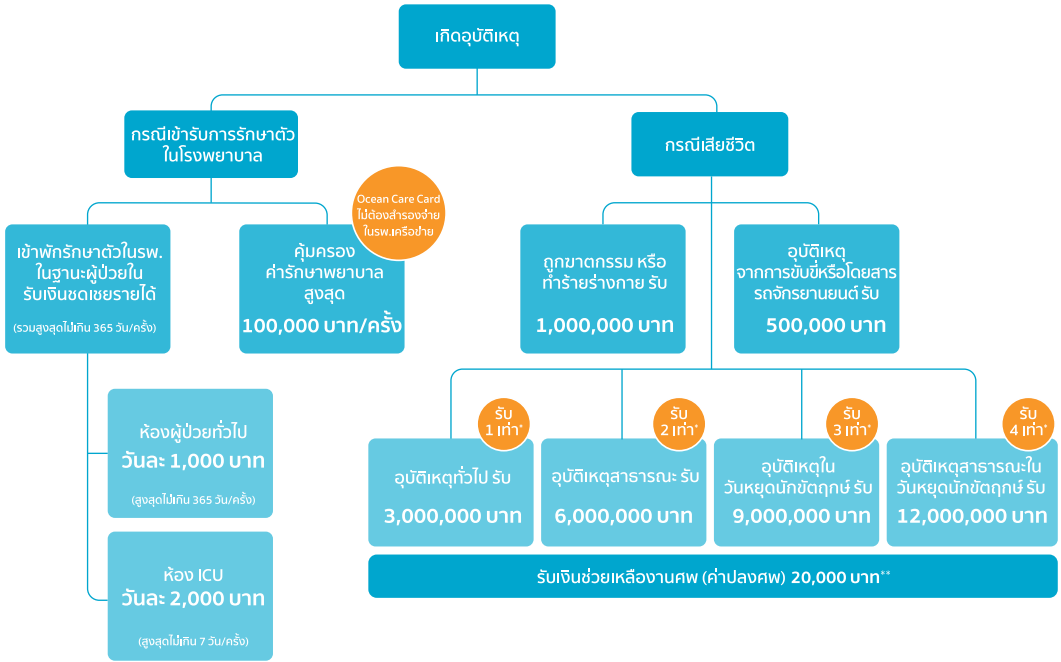 เกิดอุบัติเหตุ
กรณีเข้ารับการรักษาตัว
ในโรงพยาบาล
กรณีเสียชีวิต
เข้าพักรักษาตัวในรพ.
ในฐานะผู้ป่วยใน
รับเงินชดเชยรายได้
(รวมสูงสุดไม่เกิน 365 วัน/ครั้ง)
Ocean Care Card
ไม่ต้องสำรองจ่าย
ในรพ.เครือข่าย
คุ้มครอง
ค่ารักษาพยาบาล
สูงสุด
100,000 บาท/ครั้ง
ถูกฆาตกรรม หรือ
ทำร้ายร่างกาย รับ
1,000,000 บาท
อุบัติเหตุ
จากการขับขี่หรือโดยสาร
รถจักรยานยนต์ รับ
500,000 บาท
ห้องผู้ป่วยทั่วไป
วันละ 1,000 บาท
(สูงสุดไม่เกิน 365 วัน/ครั้ง)
ห้อง ICU
วันละ 2,000 บาท
(สูงสุดไม่เกิน 7 วัน/ครั้ง)
รับ
1 เท่า*
อุบัติเหตุทั่วไป รับ
3,000,000 บาท
รับ
2 เท่า*
อุบัติเหตุสาธารณะ รับ
6,000,000 บาท
รับ
3 เท่า*
อุบัติเหตุใน
วันหยุดนักขัตฤกษ์ รับ
9,000,000 บาท
รับ
4 เท่า*
อุบัติเหตุสาธารณะใน
วันหยุดนักขัตฤกษ์ รับ
12,000,000 บาท
รับเงินช่วยเหลืองานศพ (ค่าปลงศพ) 20,000 บาท**